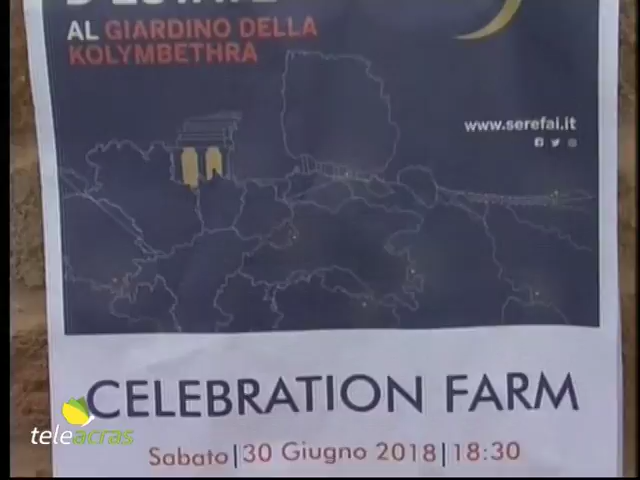 AL GIARDINO DELLA
KOLYMBETHRA
www.serefai.it
CELEBRATION FARM
Sabato|30 Giugno 2018|18:30
teleacras